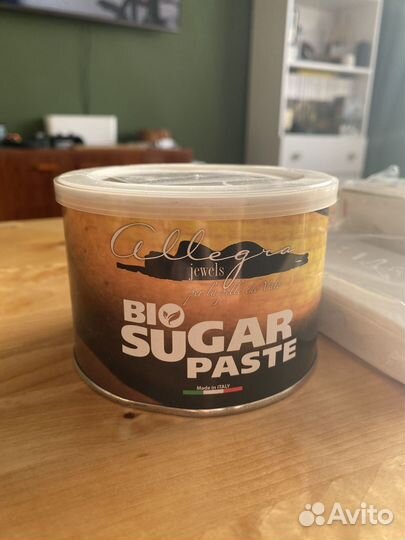 Allegra
jewels
BIO
SUGAR
PASTE
Made in ITALY
Avito